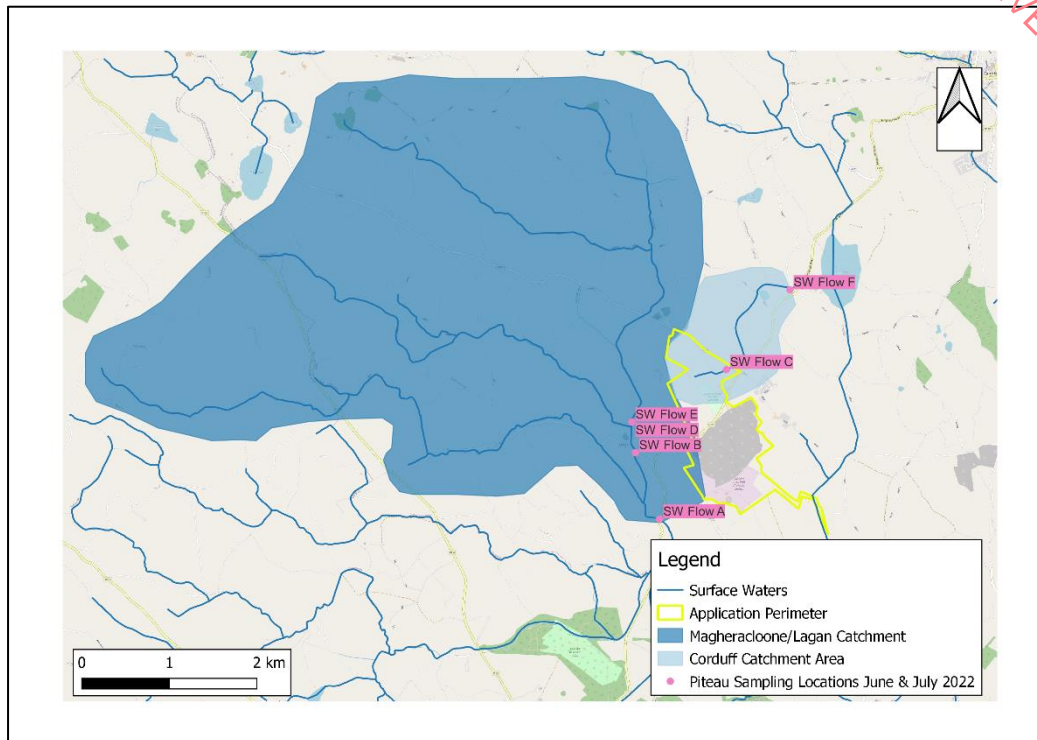 SW Flow F
SW Flow C
SW Flow E
SW Flow D
SW Flow B
SW Flow A
Legend
Surface Waters
Application Perimeter
Magheracloone/Lagan Catchment
Corduff Catchment Area
Piteau Sampling Locations June & July 2022
0 1 2 km